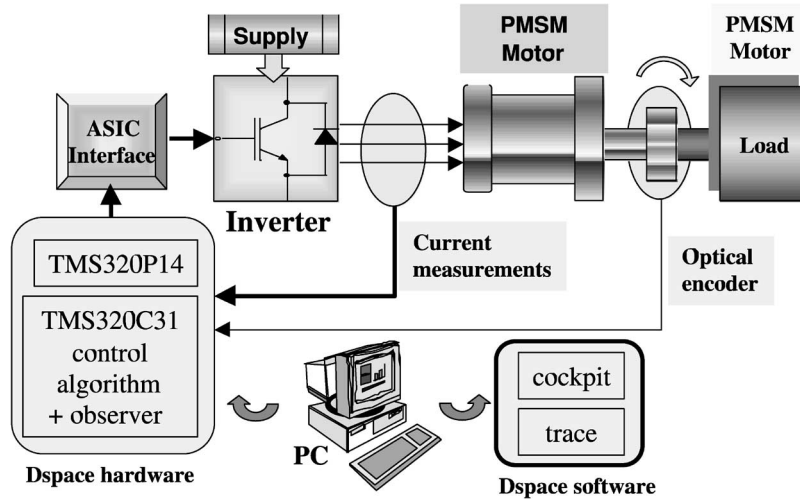 Supply
PMSM
Motor
PMSM
Motor
ASIC
Interface
Inverter
Load
TMS320P14
TMS320C31
control
algorithm
+ observer
Current
measurements
Optical
encoder
cockpit
trace
PC
Dspace hardware
Dspace software